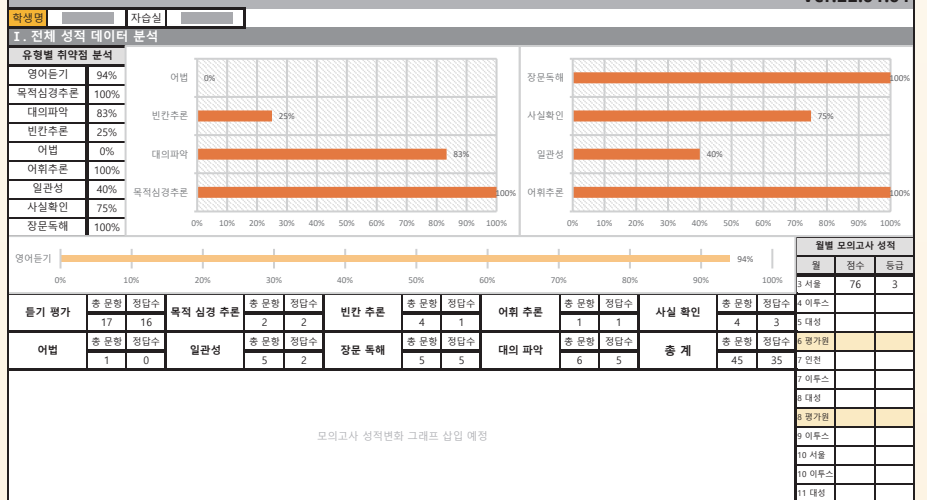 학생명 자습실
I. 전체 성적 데이터 분석
유형별 취약점 분석
영어듣기 94%
목적심경추론 100%
대의파악 83%
빈칸추론 25%
어법 0%
어휘추론 100%
일관성 40%
사실확인 75%
장문독해 100%
어법 0%
빈칸추론 25%
대의파악 83%
목적심경추론 100%
0% 10% 20% 30% 40% 50% 60% 70% 80% 90% 100%
장문독해 100%
사실확인 75%
일관성 40%
어휘추론 100%
0% 10% 20% 30% 40% 50% 60% 70% 80% 90% 100%
영어듣기 94%
0% 10% 20% 30% 40% 50% 60% 70% 80% 90% 100%
듣기 평가 총 문항 정답수 목적 심경 추론 총 문항 정답수 빈칸 추론 총 문항 정답수 어휘 추론 총 문항 정답수 사실 확인 총 문항 정답수
17 16 2 2 4 1 1 1 4 3
어법 총 문항 정답수 일관성 총 문항 정답수 장문 독해 총 문항 정답수 대의 파악 총 문항 정답수 총 계 총 문항 정답수
1 0 5 2 5 5 6 5 45 35
모의고사 성적변화 그래프 삽입 예정
월별 모의고사 성적
월 점수 등급
3 서울 76 3
4 이투스
5 대성
6 평가원
7 인천
7 이투스
8 대성
8 평가원
9 이투스
10 서울
10 이투스
11 대성